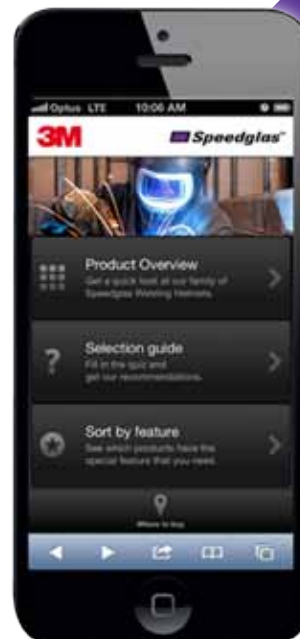 Optus LTE 10:06 AM
3M Speedglas™
Product Overview
Get a quick look at our family of
Speedglas Welding Helmets.
Selection guide
Fill in the quiz and
get our recommendations.
Sort by feature
See which products have the
special feature that you need.
Where to buy